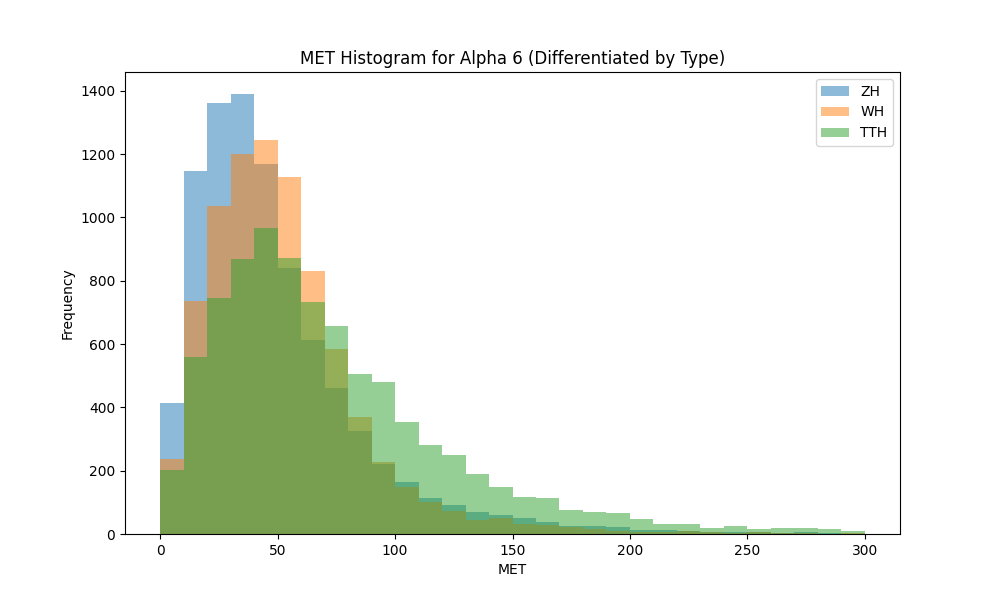 MET Histogram for Alpha 6 (Differentiated by Type)
ZH
WH
TTH
1400
1200
1000
800
600
400
200
0
Frequency
0 50 100 150 200 250 300
MET